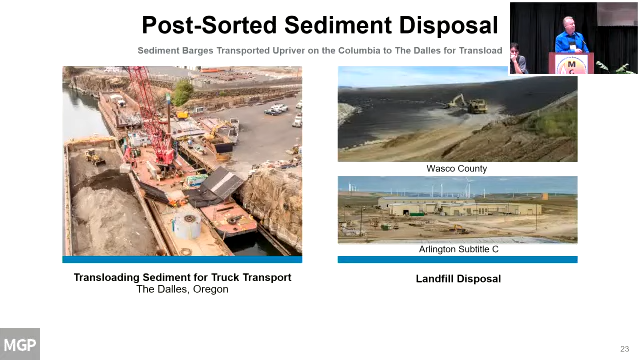 Post-Sorted Sediment Disposal
Sediment Barges Transported Upriver on the Columbia to The Dalles for Transload
Wasco County
Arlington Subtitle C
Transloading Sediment for Truck Transport
The Dalles, Oregon
Landfill Disposal
MGP
23